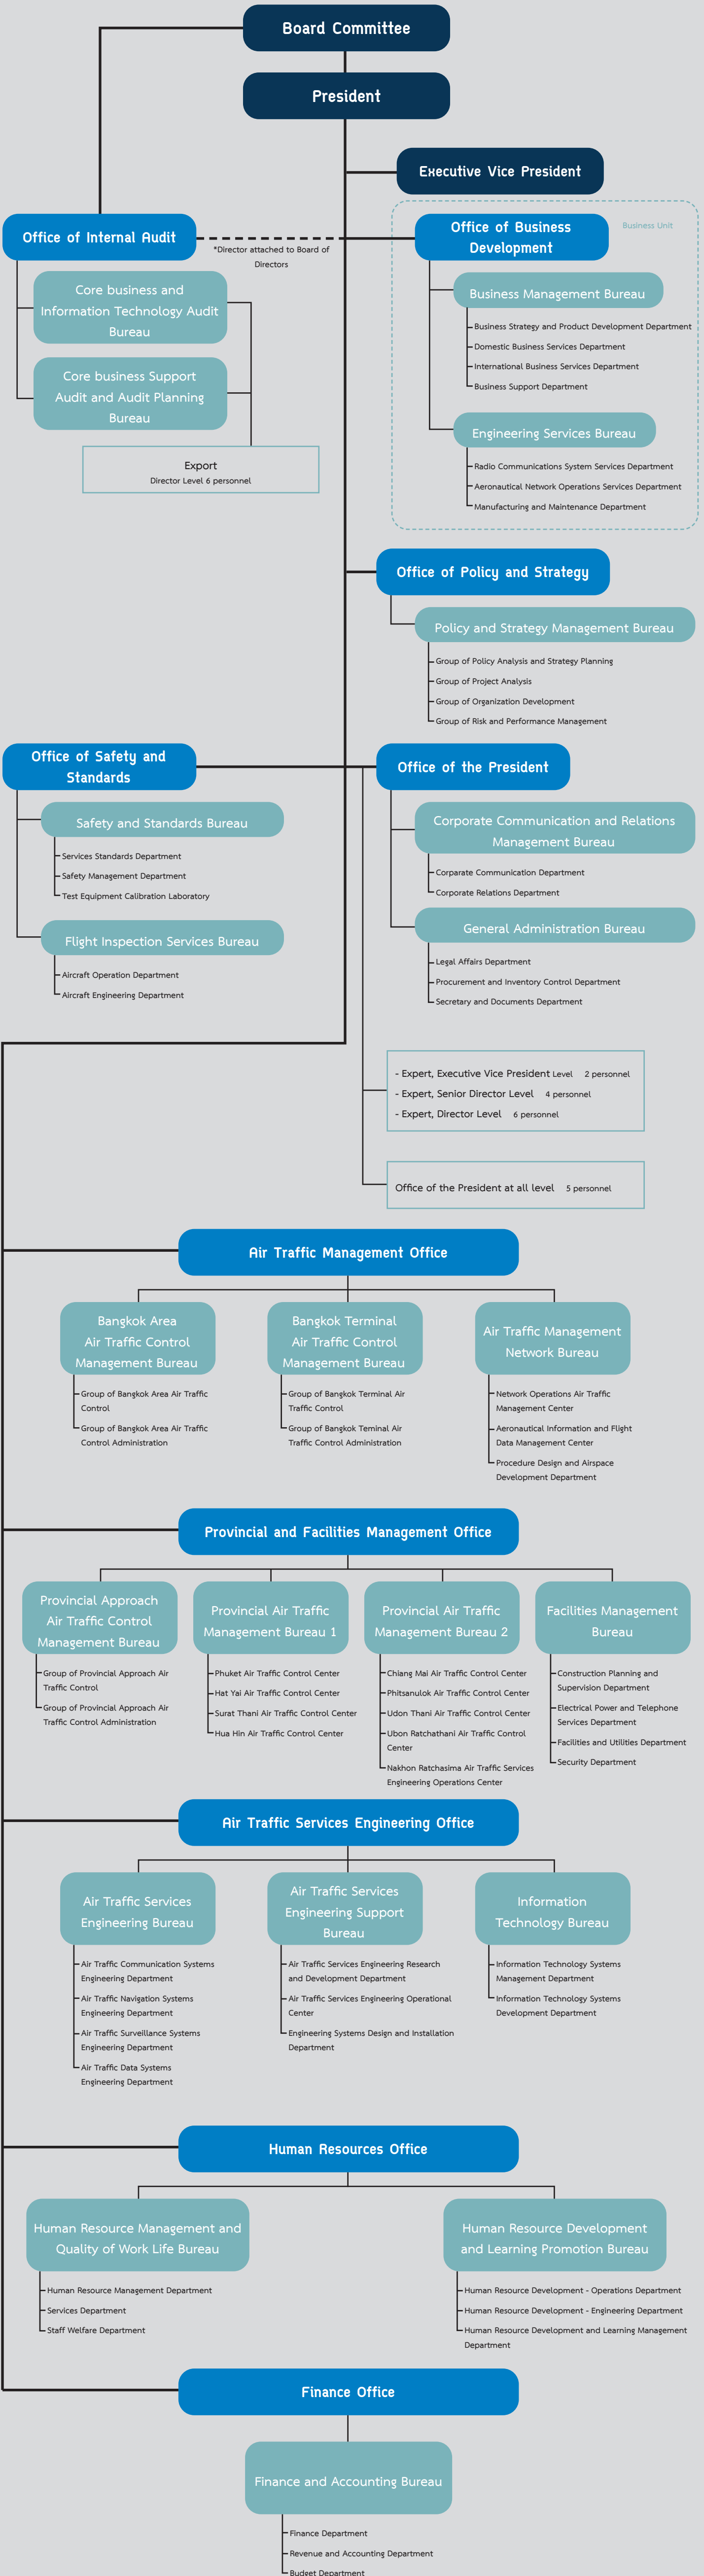 Board Committee
President
Executive Vice President
Office of Internal Audit
*Director attached to Board of
Directors
Core business and
Information Technology Audit
Bureau
Core business Support
Audit and Audit Planning
Bureau
Export
Director Level 6 personnel
Office of Business
Development
Business Unit
Business Management Bureau
Business Strategy and Product Development Department
Domestic Business Services Department
International Business Services Department
Business Support Department
Engineering Services Bureau
Radio Communications System Services Department
Aeronautical Network Operations Services Department
Manufacturing and Maintenance Department
Office of Policy and Strategy
Policy and Strategy Management Bureau
Group of Policy Analysis and Strategy Planning
Group of Project Analysis
Group of Organization Development
Group of Risk and Performance Management
Office of Safety and
Standards
Safety and Standards Bureau
Services Standards Department
Safety Management Department
Test Equipment Calibration Laboratory
Flight Inspection Services Bureau
Aircraft Operation Department
Aircraft Engineering Department
Office of the President
Corporate Communication and Relations
Management Bureau
Corparate Communication Department
Corporate Relations Department
General Administration Bureau
Legal Affairs Department
Procurement and Inventory Control Department
Secretary and Documents Department
- Expert, Executive Vice President Level 2 personnel
- Expert, Senior Director Level 4 personnel
- Expert, Director Level 6 personnel
Office of the President at all level 5 personnel
Air Traffic Management Office
Bangkok Area
Air Traffic Control
Management Bureau
Group of Bangkok Area Air Traffic
Control
Group of Bangkok Area Air Traffic
Control Administration
Bangkok Terminal
Air Traffic Control
Management Bureau
Group of Bangkok Terminal Air
Traffic Control
Group of Bangkok Teminal Air
Traffic Control Administration
Air Traffic Management
Network Bureau
Network Operations Air Traffic
Management Center
Aeronautical Information and Flight
Data Management Center
Procedure Design and Airspace
Development Department
Provincial and Facilities Management Office
Provincial Approach
Air Traffic Control
Management Bureau
Group of Provincial Approach Air
Traffic Control
Group of Provincial Approach Air
Traffic Control Administration
Provincial Air Traffic
Management Bureau 1
Phuket Air Traffic Control Center
Hat Yai Air Traffic Control Center
Surat Thani Air Traffic Control Center
Hua Hin Air Traffic Control Center
Provincial Air Traffic
Management Bureau 2
Chiang Mai Air Traffic Control Center
Phitsanulok Air Traffic Control Center
Udon Thani Air Traffic Control Center
Ubon Ratchathani Air Traffic Control
Center
Nakhon Ratchasima Air Traffic Services
Engineering Operations Center
Facilities Management
Bureau
Construction Planning and
Supervision Department
Electrical Power and Telephone
Services Department
Facilities and Utilities Department
Security Department
Air Traffic Services Engineering Office
Air Traffic Services
Engineering Bureau
Air Traffic Communication Systems
Engineering Department
Air Traffic Navigation Systems
Engineering Department
Air Traffic Surveillance Systems
Engineering Department
Air Traffic Data Systems
Engineering Department
Air Traffic Services
Engineering Support
Bureau
Air Traffic Services Engineering Research
and Development Department
Air Traffic Services Engineering Operational
Center
Engineering Systems Design and Installation
Department
Information
Technology Bureau
Information Technology Systems
Management Department
Information Technology Systems
Development Department
Human Resources Office
Human Resource Management and
Quality of Work Life Bureau
Human Resource Management Department
Services Department
Staff Welfare Department
Human Resource Development
and Learning Promotion Bureau
Human Resource Development - Operations Department
Human Resource Development - Engineering Department
Human Resource Development and Learning Management
Department
Finance Office
Finance and Accounting Bureau
Finance Department
Revenue and Accounting Department
Budget Department